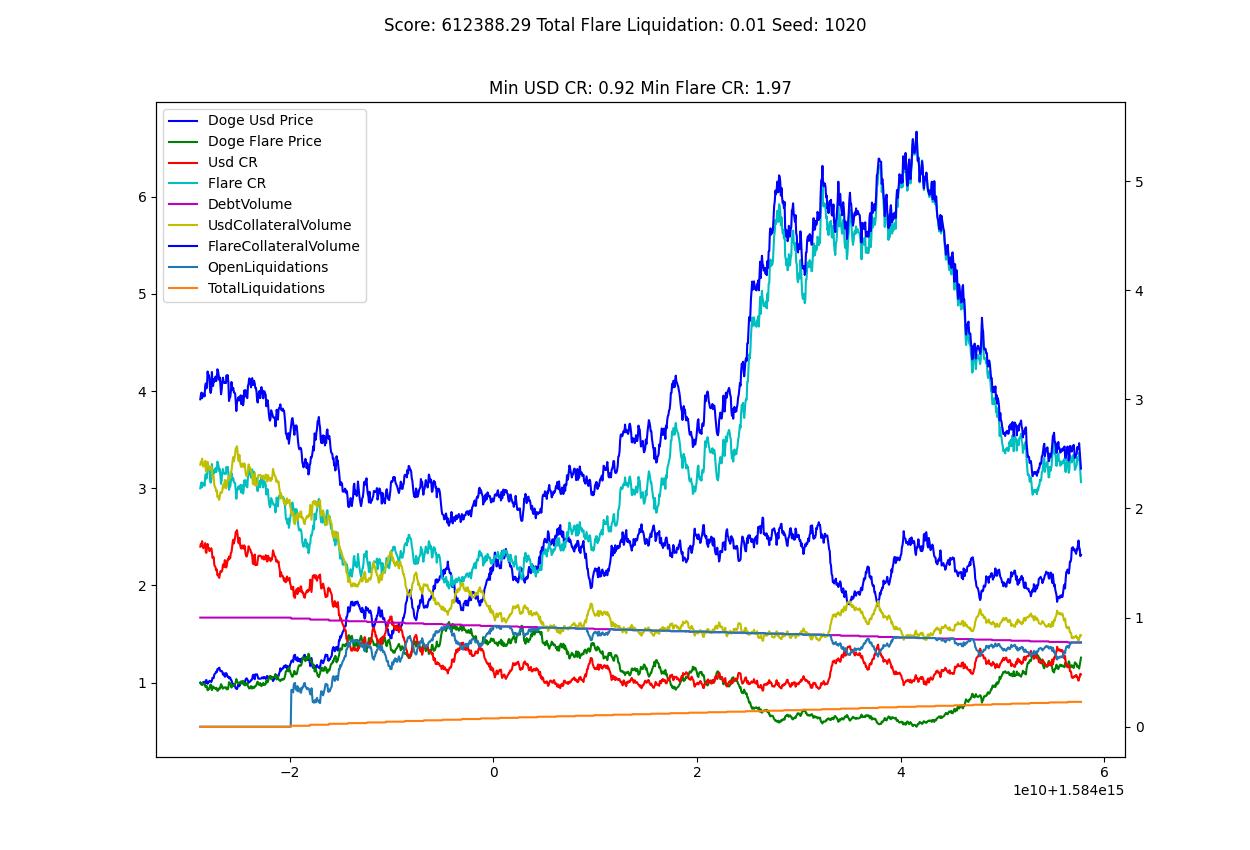 Score: 612388.29 Total Flare Liquidation: 0.01 Seed: 1020
Min USD CR: 0.92 Min Flare CR: 1.97
Doge Usd Price
Doge Flare Price
Usd CR
Flare CR
DebtVolume
UsdCollateralVolume
FlareCollateralVolume
OpenLiquidations
TotalLiquidations
6
5
4
3
2
1
5
4
3
2
1
0
−2
0
2
4
6
1e10+1.584e15